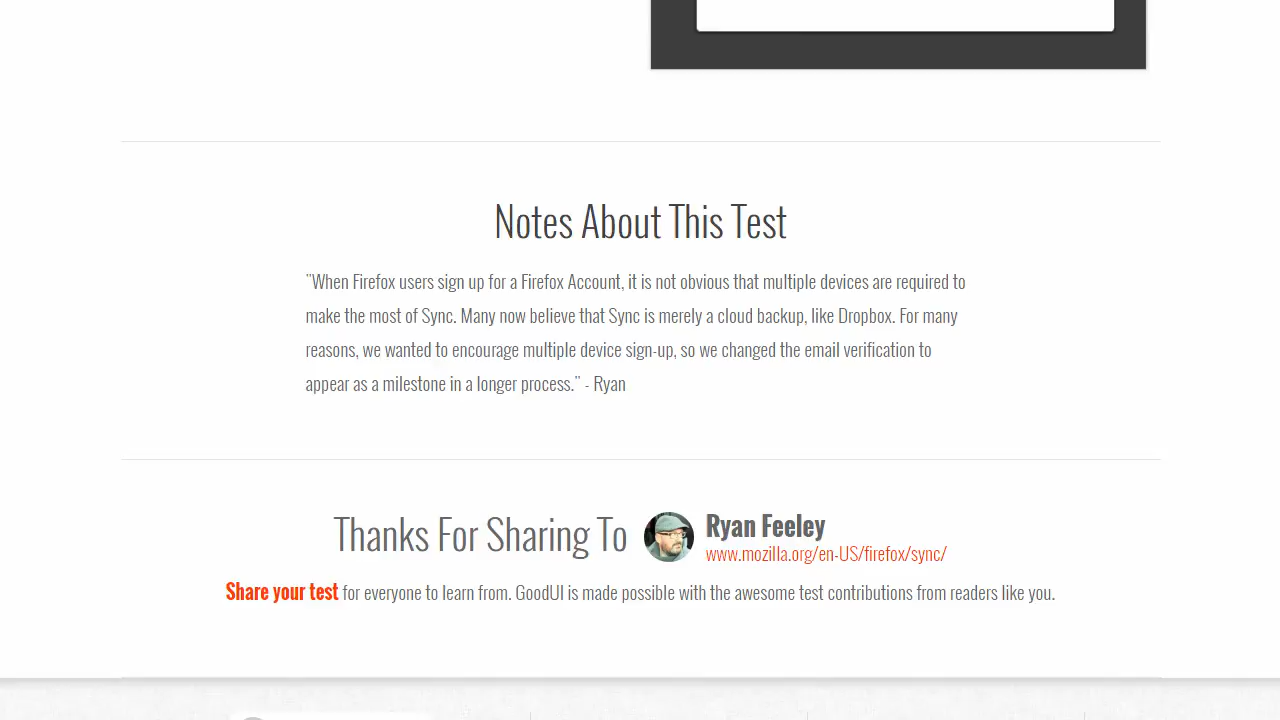 Notes About This Test
"When Firefox users sign up for a Firefox Account, it is not obvious that multiple devices are required to
make the most of Sync. Many now believe that Sync is merely a cloud backup, like Dropbox. For many
reasons, we wanted to encourage multiple device sign-up, so we changed the email verification to
appear as a milestone in a longer process." - Ryan
Thanks For Sharing To
Ryan Feeley
www.mozilla.org/en-US/firefox/sync/
Share your test for everyone to learn from. GoodUI is made possible with the awesome test contributions from readers like you.